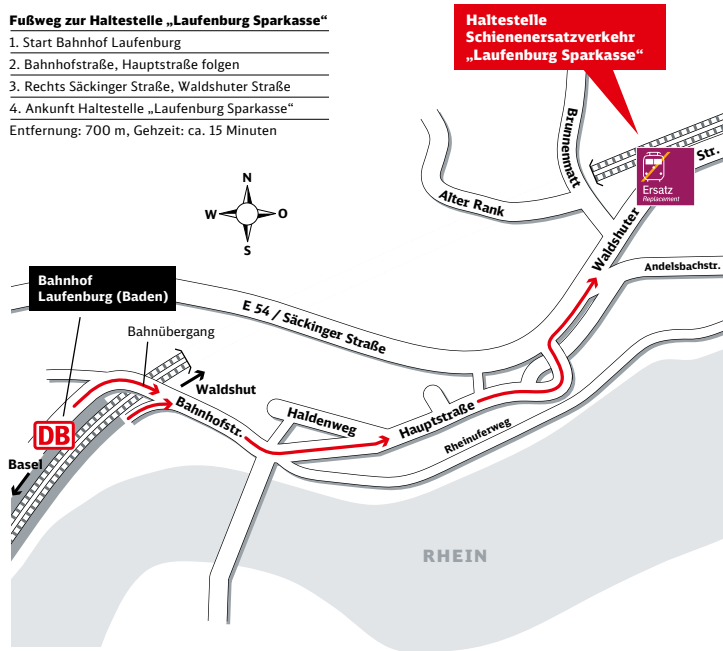 Fußweg zur Haltestelle „Laufenburg Sparkasse“
1. Start Bahnhof Laufenburg
2. Bahnhofstraße, Hauptstraße folgen
3. Rechts Säckinger Straße, Waldshuter Straße
4. Ankunft Haltestelle „Laufenburg Sparkasse“
Entfernung: 700 m, Gehzeit: ca. 15 Minuten
Haltestelle
Schienenersatzverkehr
„Laufenburg Sparkasse“
Brunnenmatt
Str.
Ersatz
Replacement
N
W
O
S
Alter Rank
Waldshuter
Andelsbachstr.
Bahnhof
Laufenburg (Baden)
E 54 / Säckinger Straße
Bahnübergang
Waldshut
Bahnhofstr.
Haldenweg
Hauptstraße
Rheinuferweg
DB
Basel
RHEIN